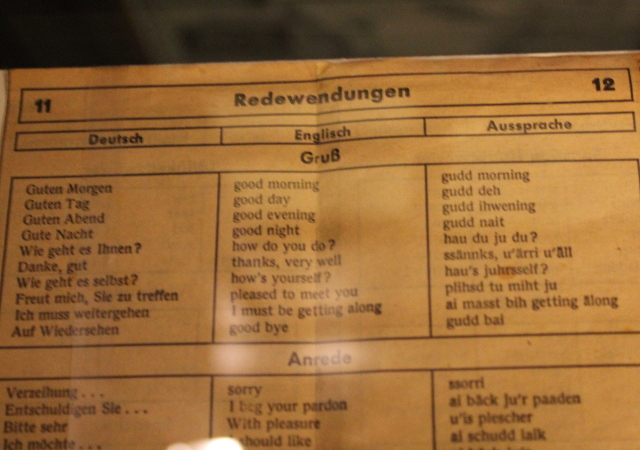 11 Redewendungen 12
Deutsch Englisch Aussprache
Gruß
Guten Morgen good morning gudd morning
Guten Tag good day gudd deh
Guten Abend good evening gudd ihwening
Gute Nacht good night gudd nait
Wie geht es Ihnen? how do you do? hau du ju du?
Danke, gut thanks, very well ssännks, u'ärri u'äll
Wie geht es selbst? how's yourself? hau's juhrsself?
Freut mich, Sie zu treffen pleased to meet you plihsd tu miht ju
Ich muss weitergehen I must be getting along ai masst bih getting älong
Auf Wiedersehen good bye gudd bai
Anrede
Verzeihung... sorry ssorri
Entschuldigen Sie... I beg your pardon ai bäck ju'r paaden
Bitte sehr With pleasure u'is plescher
Ich möchte... should like ai schudd laik